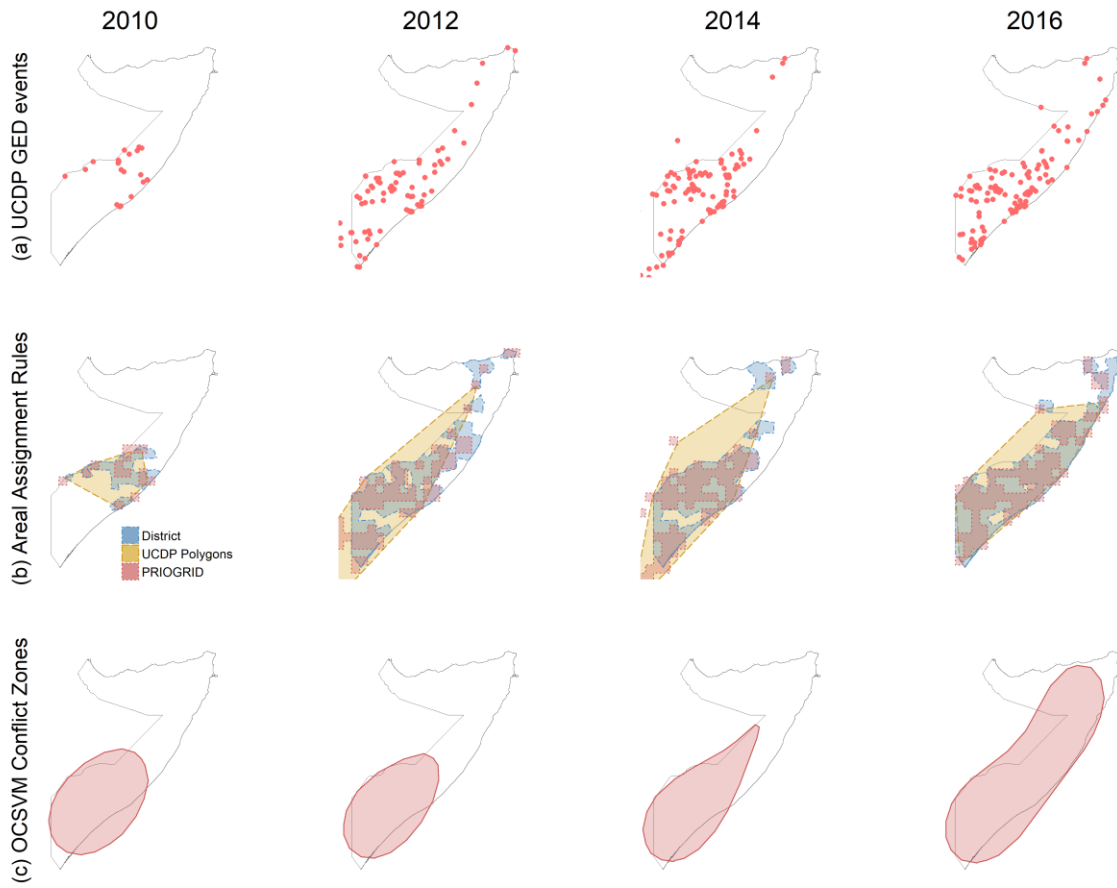 2010
2012
2014
2016
(a) UCDP GED events
(b) Areal Assignment Rules
District
UCDP Polygons
PRIOGRID
(c) OCSVM Conflict Zones